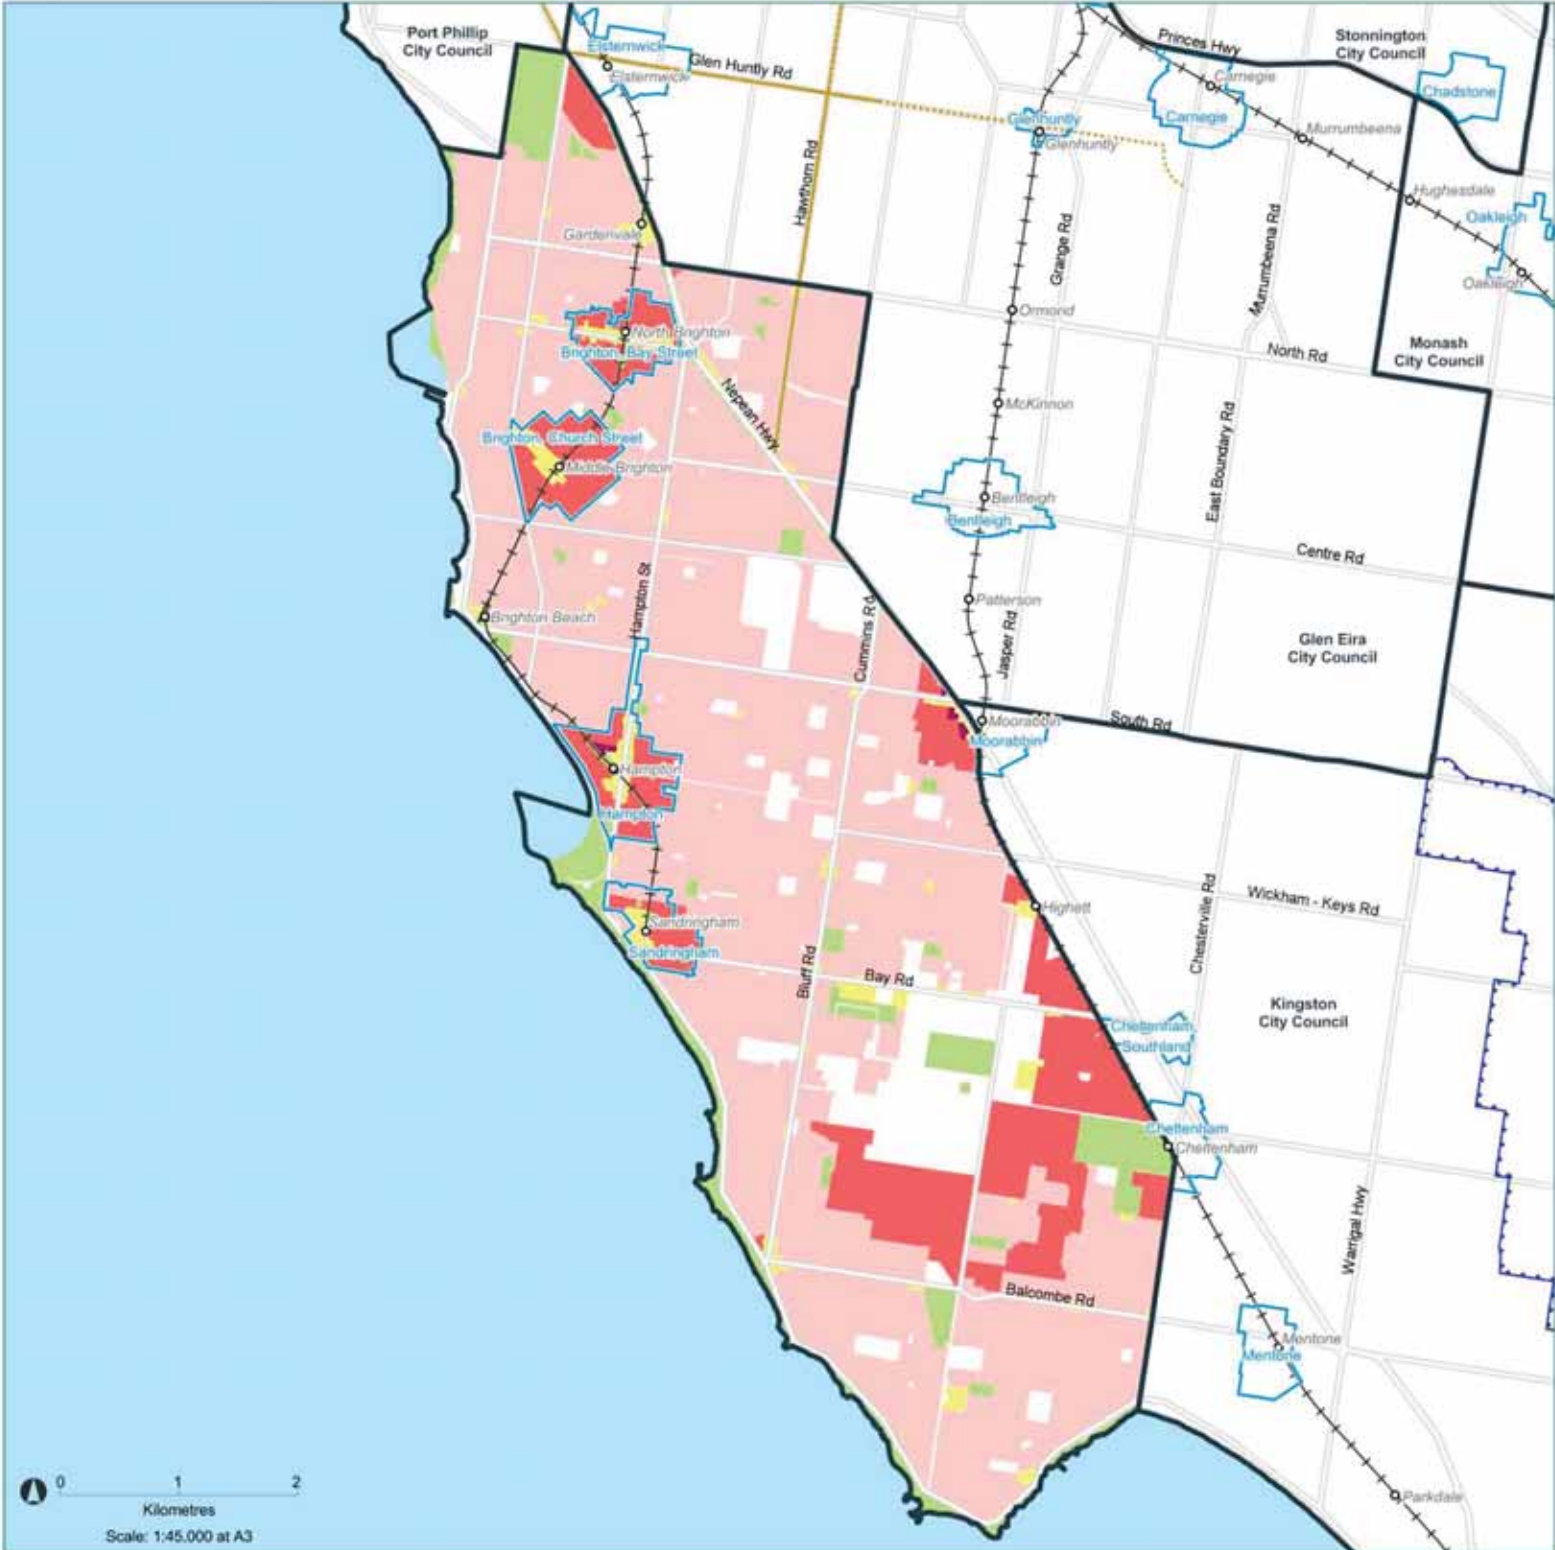 Port Phillip
City Council
Elsternwick
Elsternwick
Glen Huntly Rd
Princes Hwy
Stonnington
City Council
Carnegie
Chadstone
Carnegie
Glenhuntly
Glenhuntly
Murrumbeena
Hawthorn Rd
Hughesdale
Oakleigh
Oakleigh
Gardenvale
Grange Rd
Murrumbeena Rd
Ormond
North Rd
Monash
City Council
North Brighton
Brighton, Bay Street
Nepean Hwy
McKinnon
East Boundary Rd
Brighton, Church Street
Middle Brighton
Bentleigh
Bentleigh
Centre Rd
Hampton St
Cummins Rd
Patterson
Brighton Beach
Jasper Rd
Glen Eira
City Council
Moorabbin
Moorabbin
South Rd
Hampton
Hampton
Highett
Chesterville Rd
Wickham - Keys Rd
Sandringham
Sandringham
Bluff Rd
Bay Rd
Kingston
City Council
Cheltenham
Southland
Cheltenham
Cheltenham
Warrigal Hwy
Balcombe Rd
Mentone
Mentone
Parkdale
0 1 2
Kilometres
Scale: 1:45,000 at A3